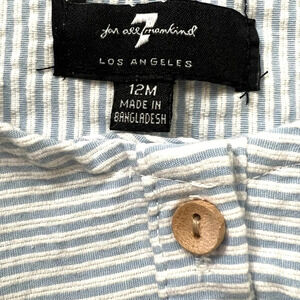 for all 7 mankind
LOS ANGELES
12M
MADE IN
BANGLADESH